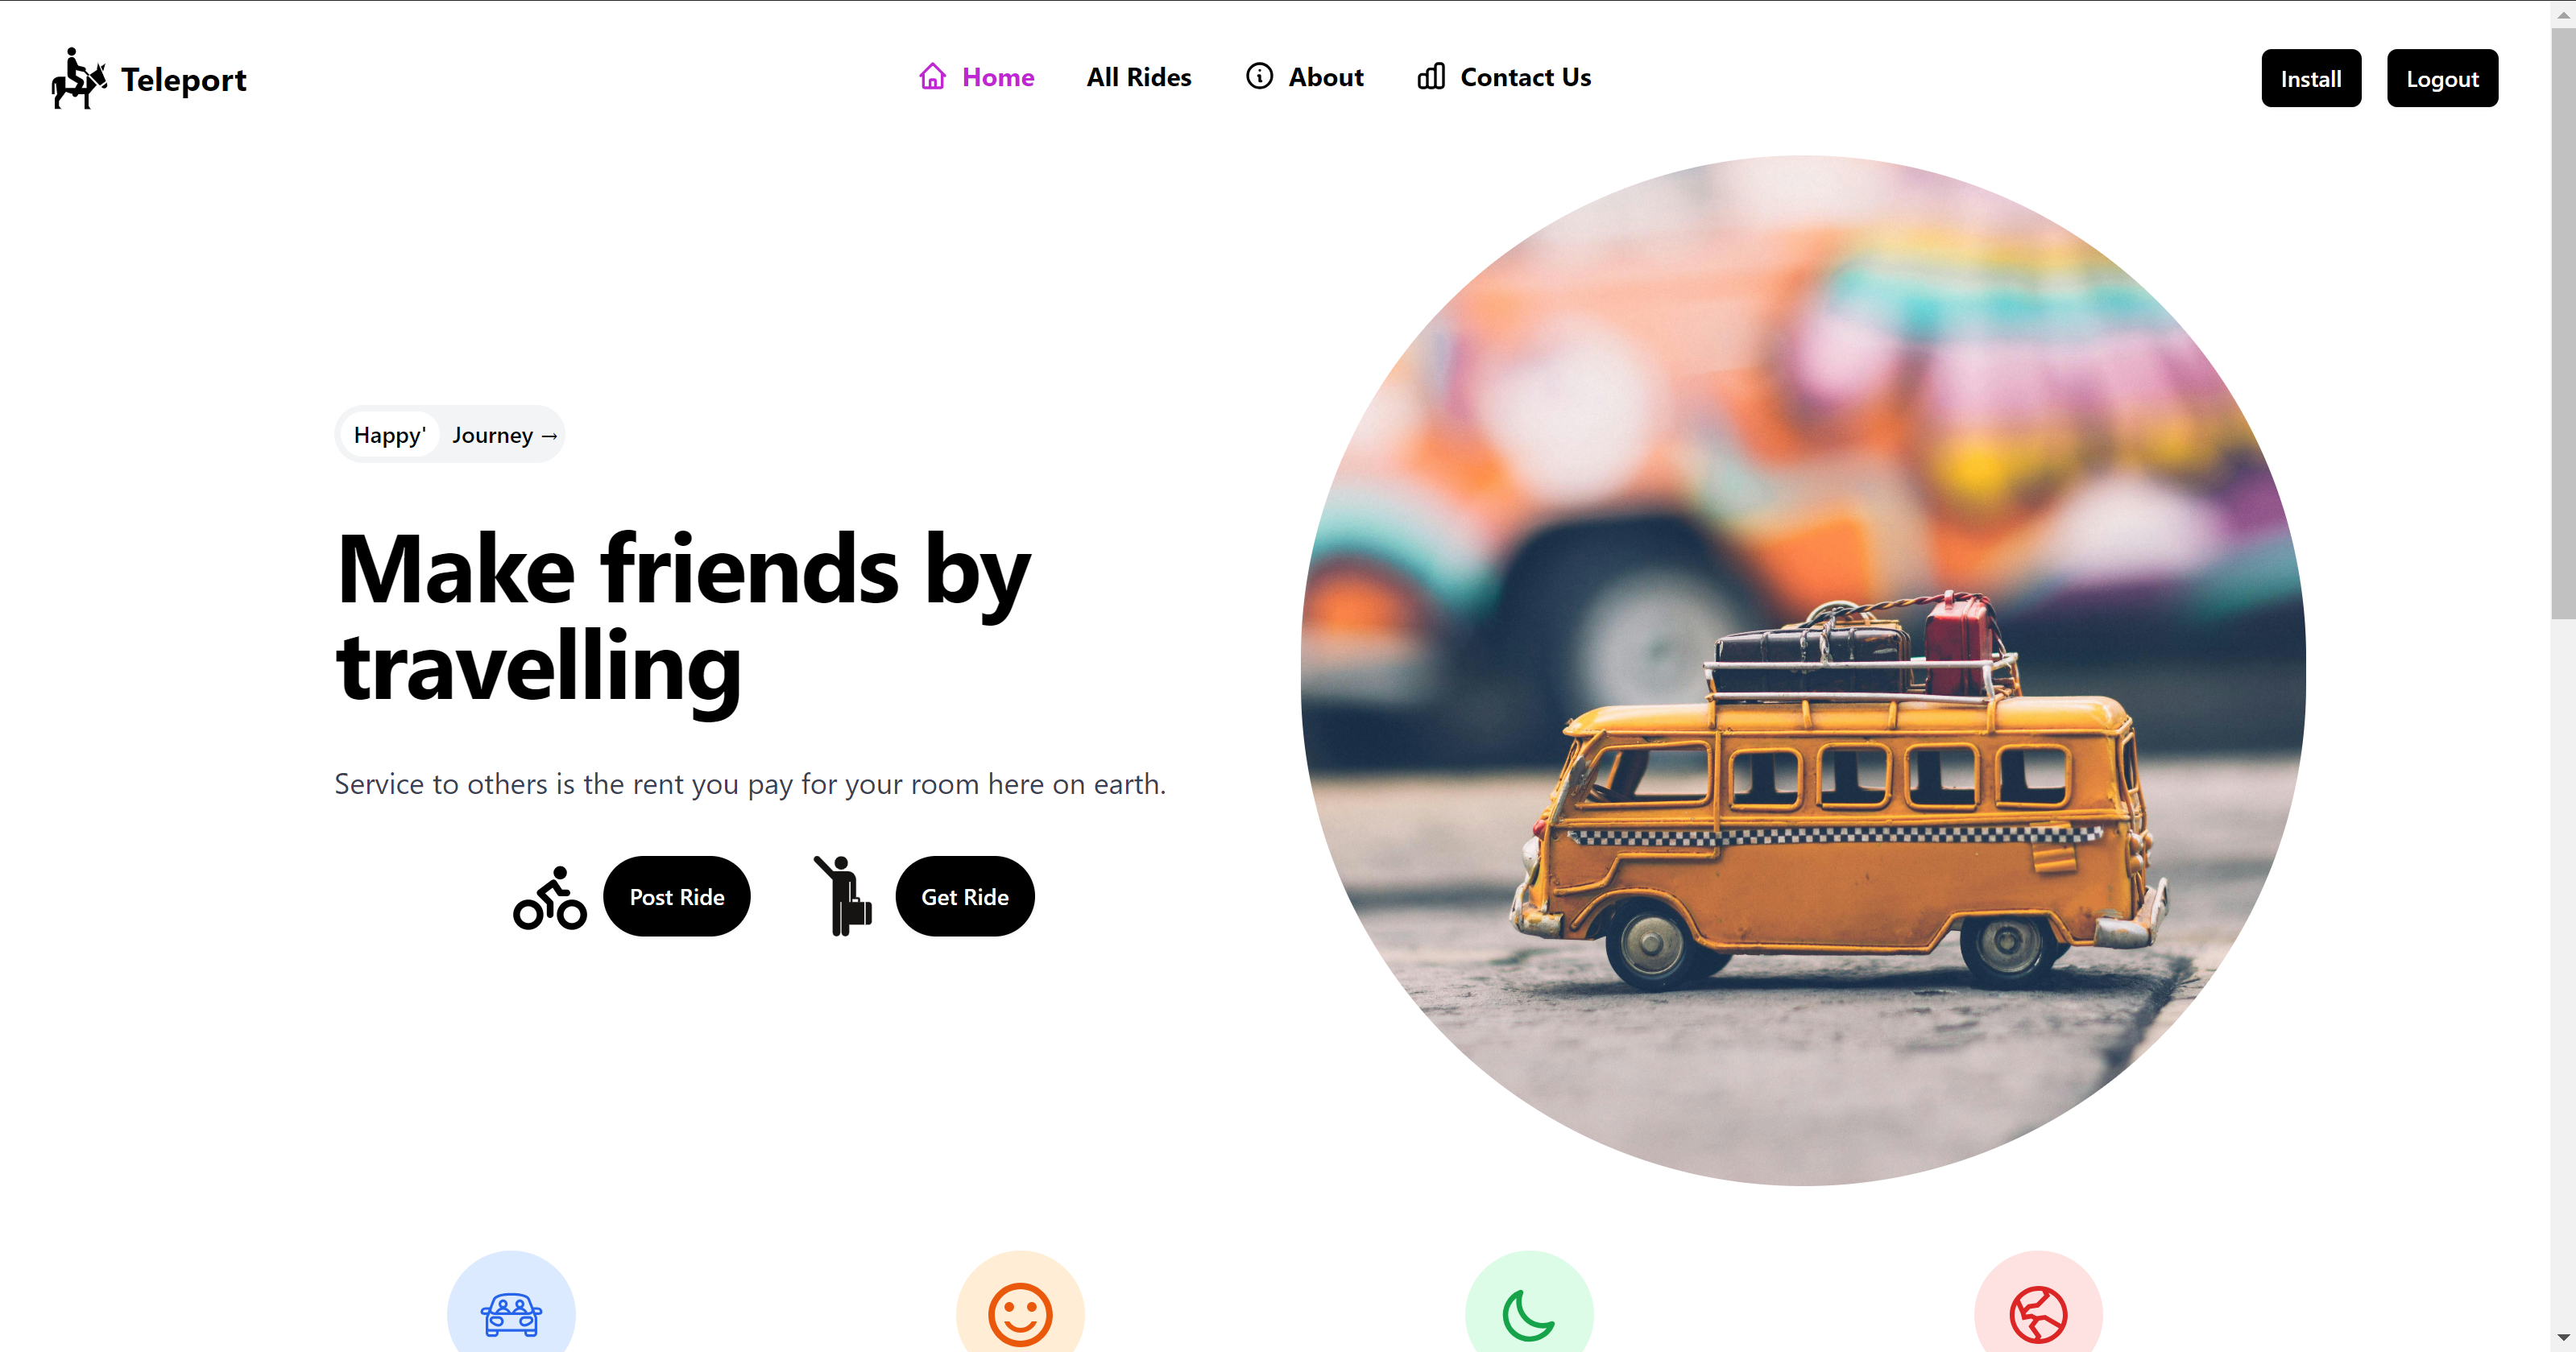 Teleport
Home
All Rides
About
Contact Us
Install
Logout
Happy'
Journey →
Make friends by
travelling
Service to others is the rent you pay for your room here on earth.
Post Ride
Get Ride